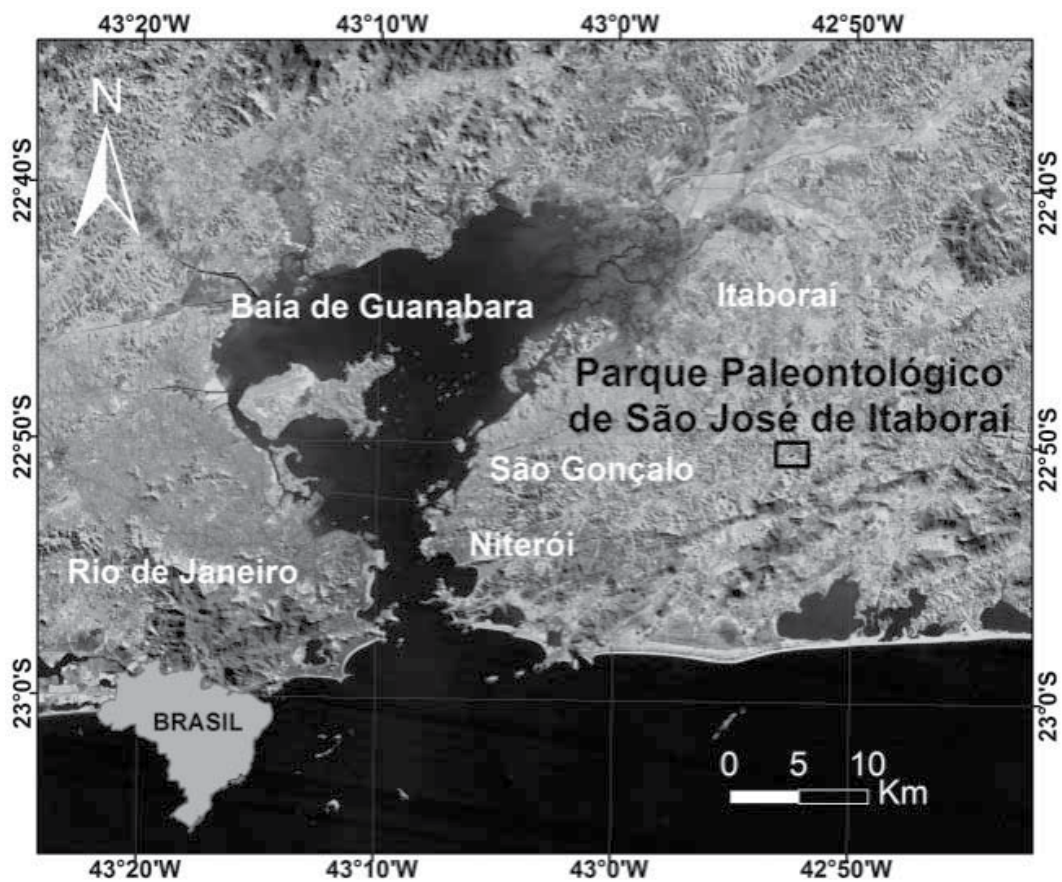 43°20'W 43°10'W 43°0'W 42°50'W
N
22°40'S 22°40'S
Baía de Guanabara Itaboraí
Parque Paleontológico
de São José de Itaboraí
22°50'S 22°50'S
São Gonçalo
Niterói
Rio de Janeiro
23°0'S 23°0'S
BRASIL
0 5 10
Km
43°20'W 43°10'W 43°0'W 42°50'W